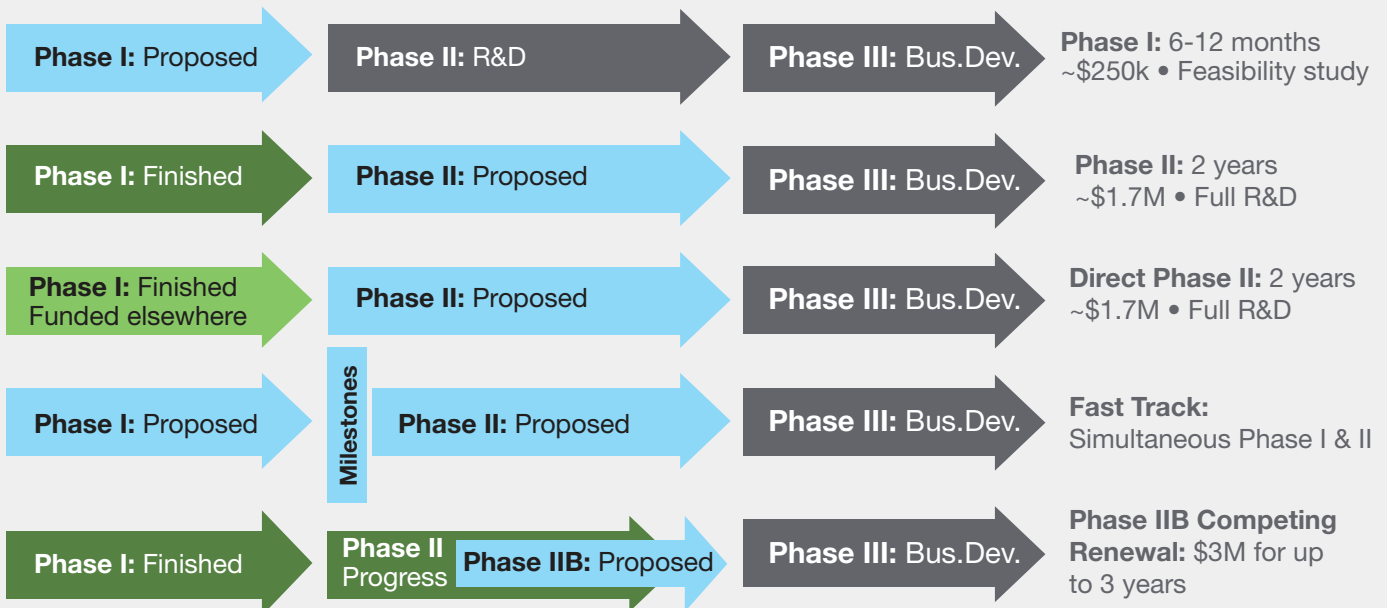 Phase I: Proposed
Phase II: R&D
Phase III: Bus.Dev.
Phase I: 6-12 months
~$250k • Feasibility study
Phase I: Finished
Phase II: Proposed
Phase III: Bus.Dev.
Phase II: 2 years
~$1.7M • Full R&D
Phase I: Finished
Funded elsewhere
Phase II: Proposed
Phase III: Bus.Dev.
Direct Phase II: 2 years
~$1.7M • Full R&D
Phase I: Proposed
Milestones
Phase II: Proposed
Phase III: Bus.Dev.
Fast Track:
Simultaneous Phase I & II
Phase I: Finished
Phase II
Progress
Phase IIB: Proposed
Phase III: Bus.Dev.
Phase IIB Competing
Renewal: $3M for up
to 3 years